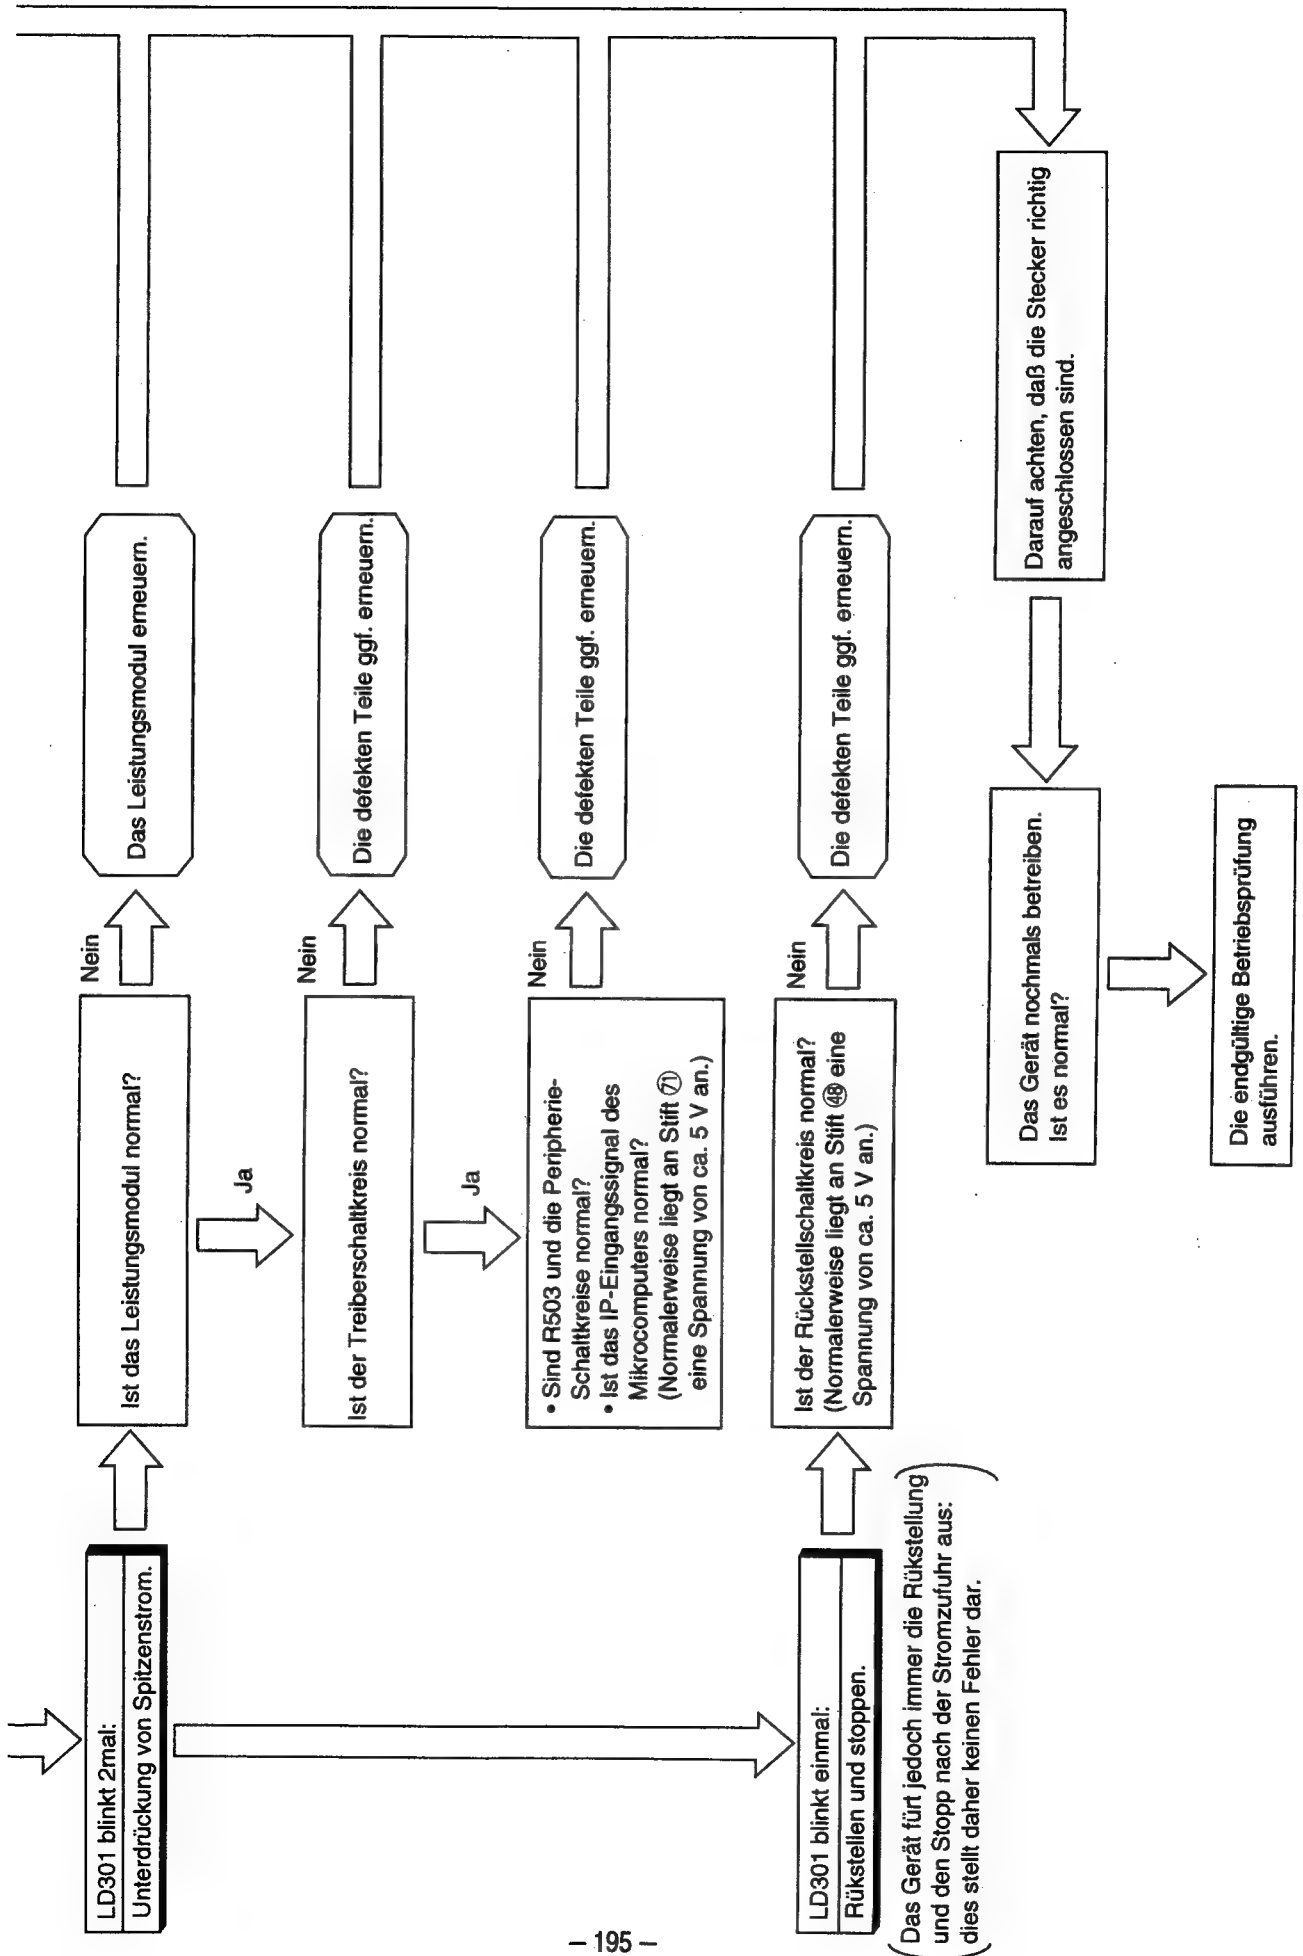 LD301 blinkt 2mal:
Unterdrückung von Spitzenstrom.
Ist das Leistungsmodul normal?
Nein
Das Leistungsmodul erneuern.
Ja
Ist der Treiberschaltkreis normal?
Nein
Die defekten Teile ggf. erneuern.
Ja
• Sind R503 und die Peripherie-
Schaltkreise normal?
• Ist das IP-Eingangssignal des
Mikrocomputers normal?
(Normalerweise liegt an Stift ㉛ eine Spannung von ca. 5 V an.)
Nein
Die defekten Teile ggf. erneuern.
LD301 blinkt einmal:
Rükstellen und stoppen.
(Das Gerät fürt jedoch immer die Rükstellung
und den Stopp nach der Stromzufuhr aus:
dies stellt daher keinen Fehler dar.)
Ist der Rückstellschaltkreis normal?
(Normalerweise liegt an Stift ㊽ eine
Spannung von ca. 5 V an.)
Nein
Die defekten Teile ggf. erneuern.
Darauf achten, daß die Stecker richtig
angeschlossen sind.
Das Gerät nochmals betreiben.
Ist es normal?
Die endgültige Betriebsprüfung
ausführen.
– 195 –